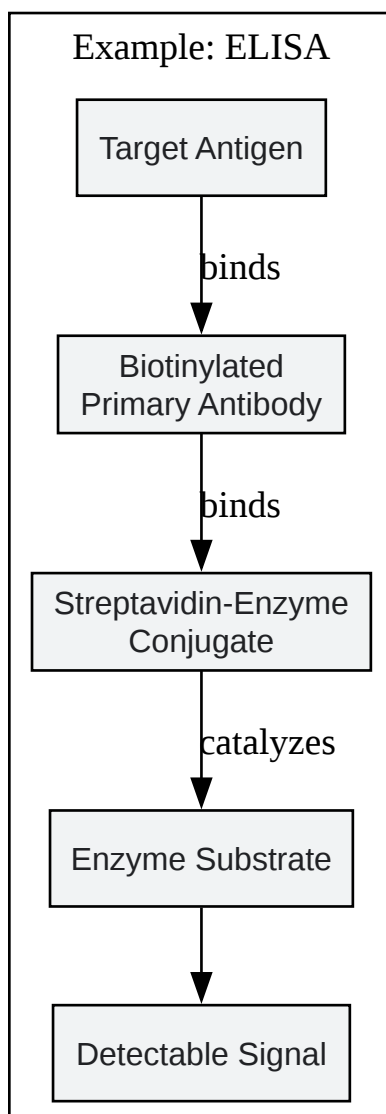 Example: ELISA
Target Antigen
binds
Biotinylated
Primary Antibody
binds
Streptavidin-Enzyme
Conjugate
catalyzes
Enzyme Substrate
Detectable Signal